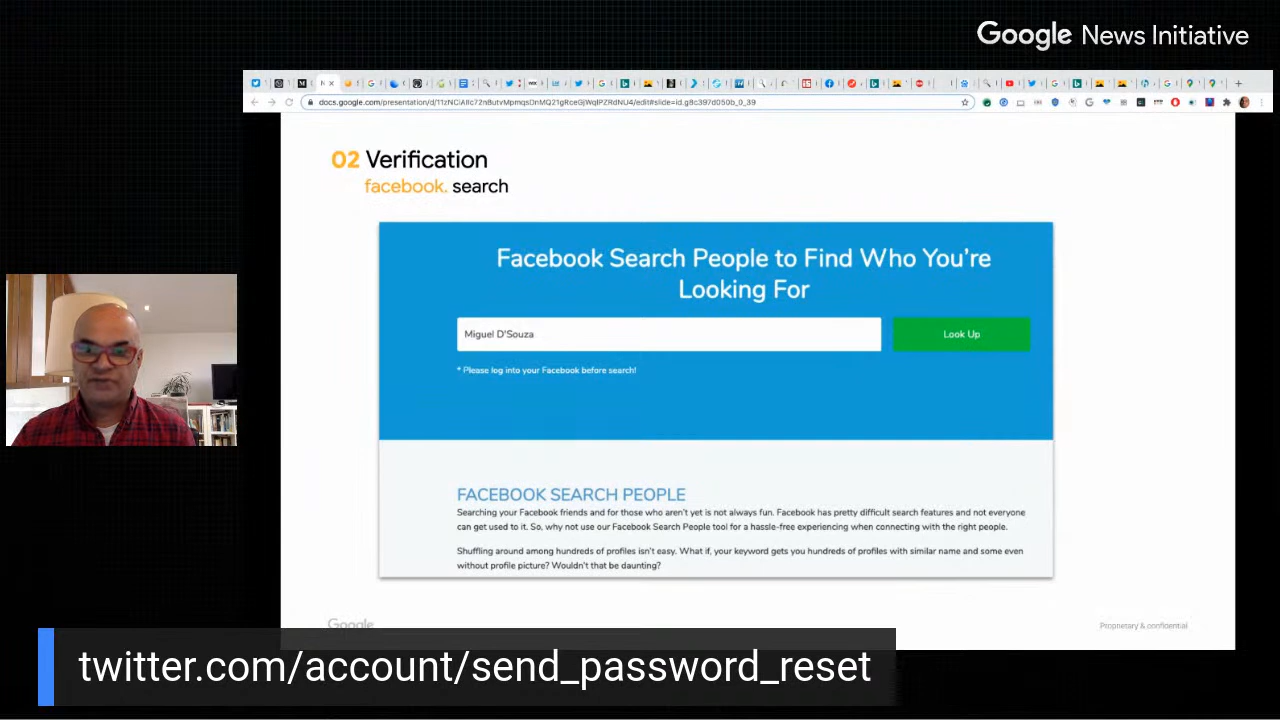 Google News Initiative
02 Verification
facebook. search
Facebook Search People to Find Who You're
Looking For
Miguel D'Souza
Look Up
* Please log into your Facebook before search!
FACEBOOK SEARCH PEOPLE
Searching your Facebook friends and for those who aren't yet is not always fun. Facebook has pretty difficult search features and not everyone
can get used to it. So, why not use our Facebook Search People tool for a hassle-free experiencing when connecting with the right people.
Shuffling around among hundreds of profiles isn't easy. What if, your keyword gets you hundreds of profiles with similar name and some even
without profile picture? Wouldn't that be daunting?
Google
Proprietary & confidential
twitter.com/account/send_password_reset